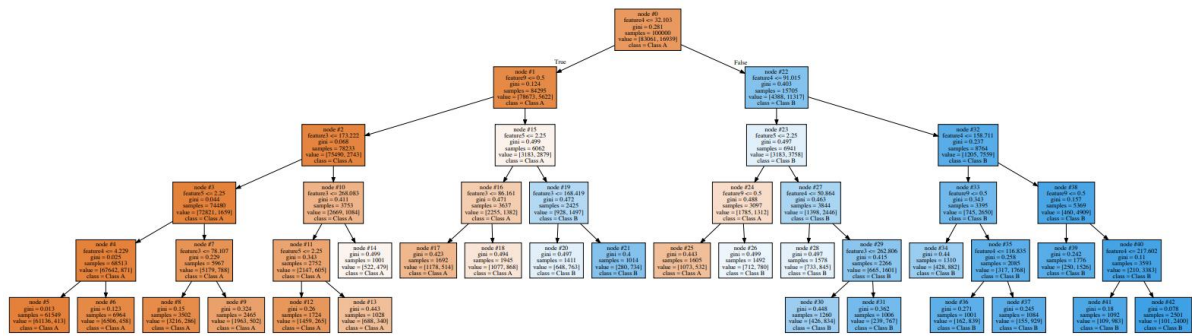 node #0
feature4 <= 32.103
gini = 0.281
samples = 100000
value = [83061, 16939]
class = Class A
True
False
node #1
feature9 <= 0.5
gini = 0.124
samples = 84295
value = [78673, 5622]
class = Class A
node #22
feature4 <= 91.015
gini = 0.403
samples = 15705
value = [4388, 11317]
class = Class B
node #2
feature3 <= 173.222
gini = 0.068
samples = 78233
value = [75490, 2743]
class = Class A
node #15
feature5 <= 2.25
gini = 0.499
samples = 6062
value = [3183, 2879]
class = Class A
node #23
feature5 <= 2.25
gini = 0.497
samples = 6941
value = [3183, 3758]
class = Class B
node #32
feature4 <= 158.711
gini = 0.237
samples = 8764
value = [1205, 7559]
class = Class B
node #3
feature5 <= 2.25
gini = 0.044
samples = 74480
value = [72821, 1659]
class = Class A
node #10
feature3 <= 268.083
gini = 0.411
samples = 3753
value = [2669, 1084]
class = Class A
node #16
feature3 <= 86.161
gini = 0.471
samples = 3637
value = [2255, 1382]
class = Class A
node #19
feature3 <= 168.419
gini = 0.472
samples = 2425
value = [928, 1497]
class = Class B
node #24
feature9 <= 0.5
gini = 0.488
samples = 3097
value = [1785, 1312]
class = Class A
node #27
feature4 <= 50.864
gini = 0.463
samples = 3844
value = [1398, 2446]
class = Class B
node #33
feature9 <= 0.5
gini = 0.343
samples = 3395
value = [745, 2650]
class = Class B
node #38
feature9 <= 0.5
gini = 0.157
samples = 5369
value = [460, 4909]
class = Class B
node #4
feature4 <= 4.229
gini = 0.025
samples = 68513
value = [67642, 871]
class = Class A
node #7
feature3 <= 78.107
gini = 0.229
samples = 5967
value = [5179, 788]
class = Class A
node #11
feature5 <= 2.25
gini = 0.343
samples = 2752
value = [2147, 605]
class = Class A
node #14
gini = 0.499
samples = 1001
value = [522, 479]
class = Class A
node #17
gini = 0.423
samples = 1692
value = [1178, 514]
class = Class A
node #18
gini = 0.494
samples = 1945
value = [1077, 868]
class = Class A
node #20
gini = 0.497
samples = 1411
value = [648, 763]
class = Class B
node #21
gini = 0.4
samples = 1014
value = [280, 734]
class = Class B
node #25
gini = 0.443
samples = 1605
value = [1073, 532]
class = Class A
node #26
gini = 0.499
samples = 1492
value = [712, 780]
class = Class B
node #28
gini = 0.497
samples = 1578
value = [733, 845]
class = Class B
node #29
feature3 <= 262.806
gini = 0.415
samples = 2266
value = [665, 1601]
class = Class B
node #34
gini = 0.44
samples = 1310
value = [428, 882]
class = Class B
node #35
feature3 <= 116.835
gini = 0.258
samples = 2085
value = [317, 1768]
class = Class B
node #39
gini = 0.242
samples = 1776
value = [250, 1526]
class = Class B
node #40
feature4 <= 217.602
gini = 0.11
samples = 3593
value = [210, 3383]
class = Class B
node #5
gini = 0.013
samples = 61549
value = [61136, 413]
class = Class A
node #6
gini = 0.123
samples = 6964
value = [6506, 458]
class = Class A
node #8
gini = 0.15
samples = 3502
value = [3216, 286]
class = Class A
node #9
gini = 0.324
samples = 2465
value = [1963, 502]
class = Class A
node #12
gini = 0.26
samples = 1724
value = [1459, 265]
class = Class A
node #13
gini = 0.443
samples = 1028
value = [688, 340]
class = Class A
node #30
gini = 0.448
samples = 1260
value = [426, 834]
class = Class B
node #31
gini = 0.362
samples = 1006
value = [239, 767]
class = Class B
node #36
gini = 0.271
samples = 1001
value = [162, 839]
class = Class B
node #37
gini = 0.245
samples = 1084
value = [155, 929]
class = Class B
node #41
gini = 0.18
samples = 1092
value = [109, 983]
class = Class B
node #42
gini = 0.078
samples = 2501
value = [101, 2400]
class = Class B